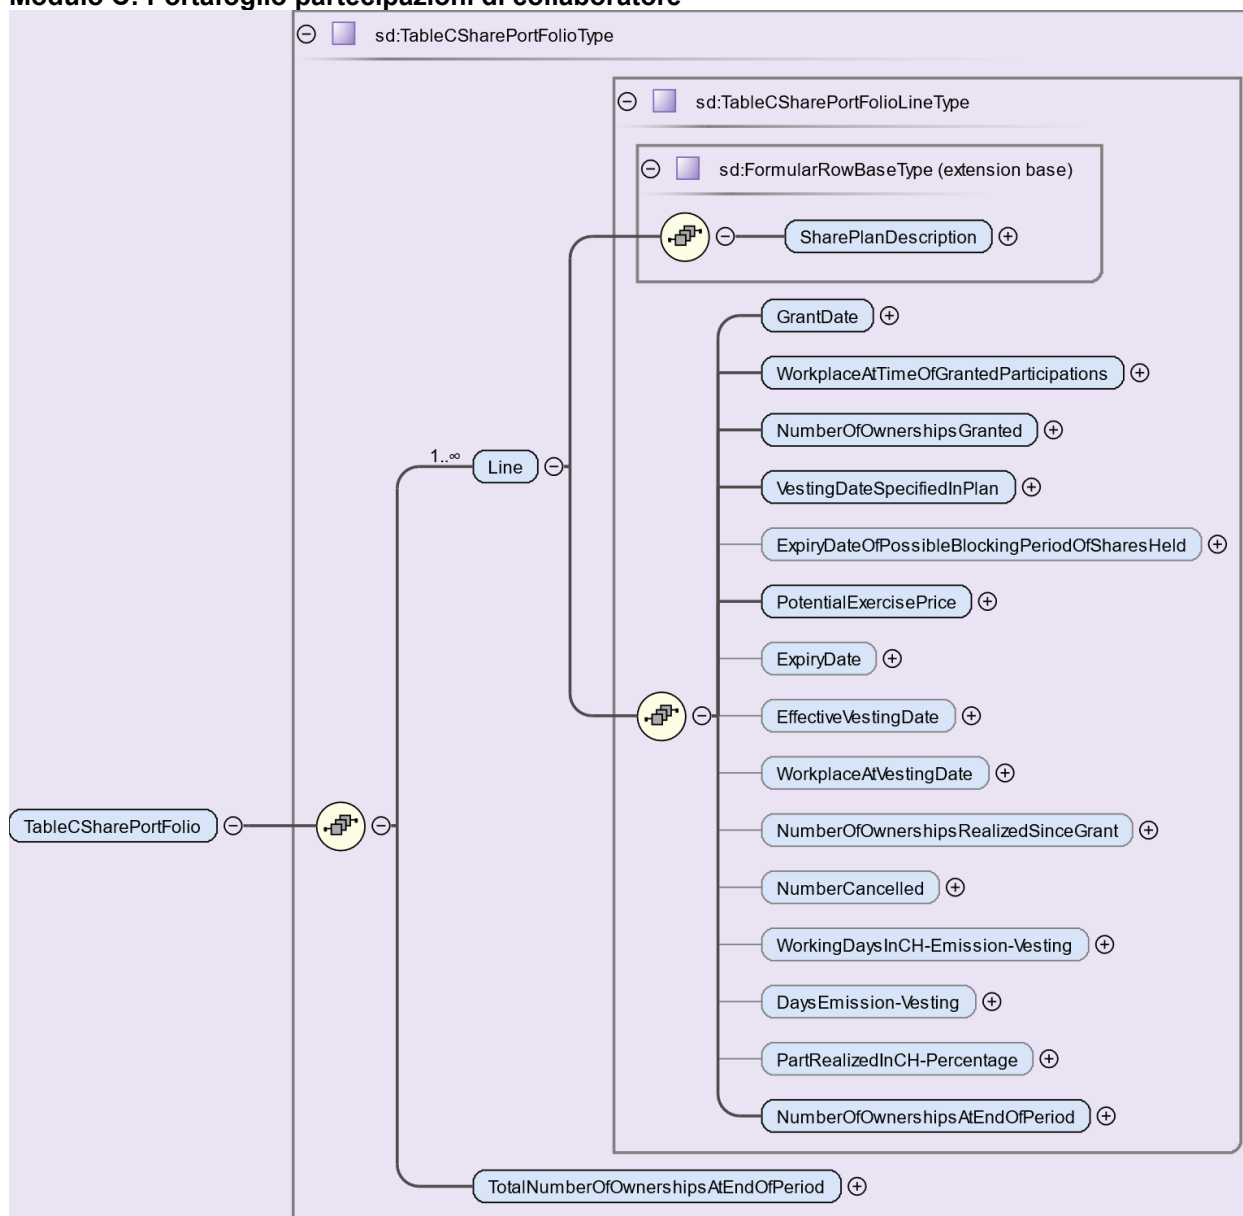 Modulo C: Portafoglio partecipazioni di collaboratore
sd:TableCSharePortFolioType
sd:TableCSharePortFolioLineType
sd:FormularRowBaseType (extension base)
SharePlanDescription
GrantDate
WorkplaceAtTimeOfGrantedParticipations
NumberOfOwnershipsGranted
1..∞
Line
VestingDateSpecifiedInPlan
ExpiryDateOfPossibleBlockingPeriodOfSharesHeld
PotentialExercisePrice
ExpiryDate
EffectiveVestingDate
WorkplaceAtVestingDate
TableCSharePortFolio
NumberOfOwnershipsRealizedSinceGrant
NumberCancelled
WorkingDaysInCH-Emission-Vesting
DaysEmission-Vesting
PartRealizedInCH-Percentage
NumberOfOwnershipsAtEndOfPeriod
TotalNumberOfOwnershipsAtEndOfPeriod